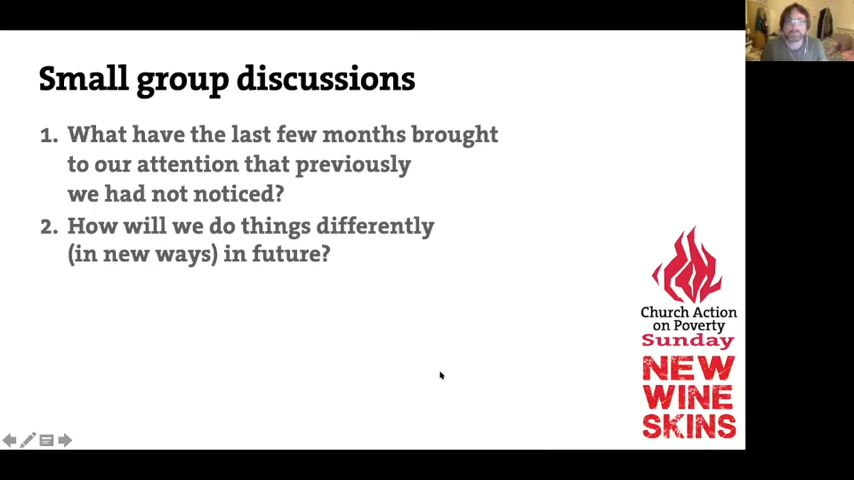 Small group discussions
1. What have the last few months brought
to our attention that previously
we had not noticed?
2. How will we do things differently
(in new ways) in future?
Church Action
on Poverty
Sunday
NEW
WINE
SKINS